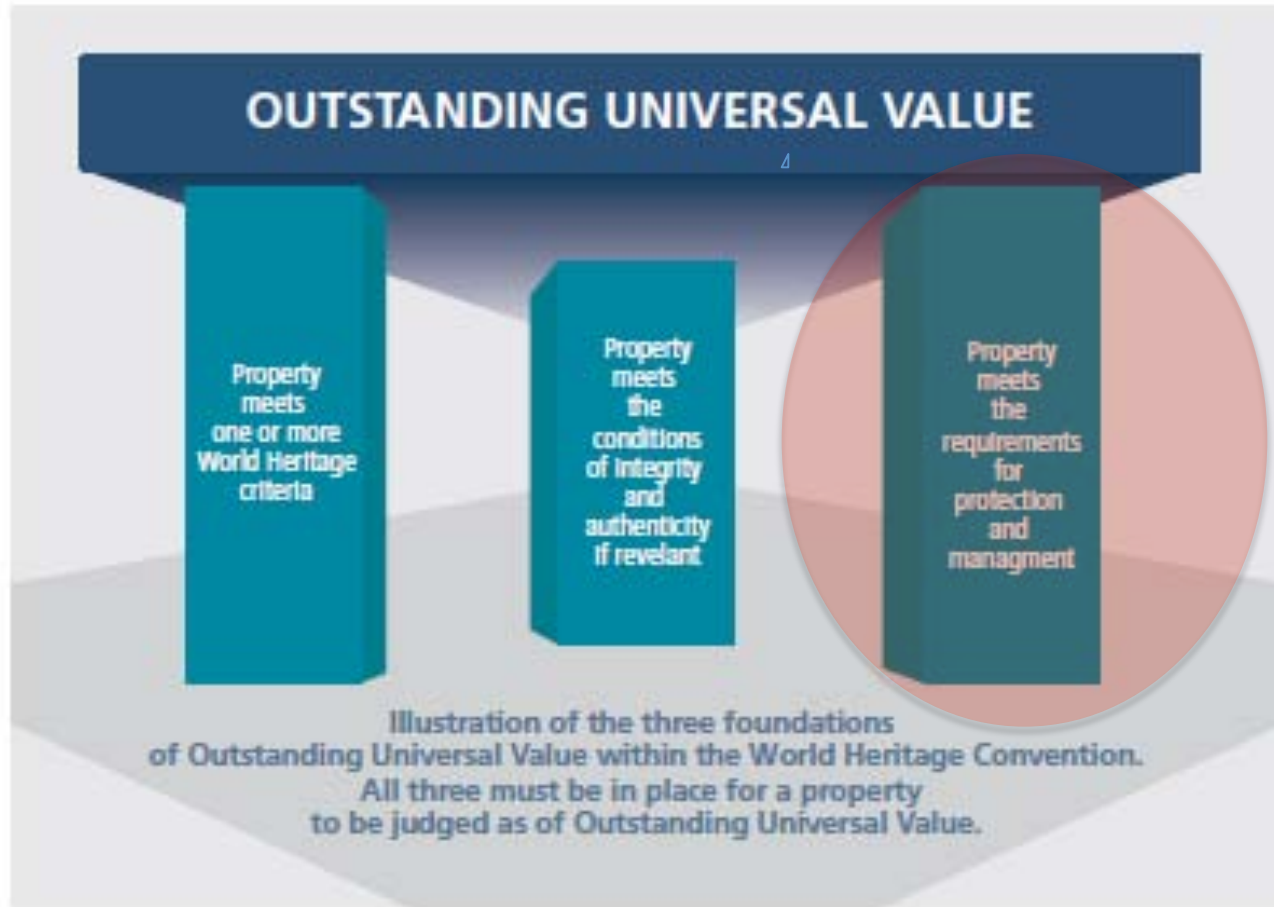 OUTSTANDING UNIVERSAL VALUE
Property
meets
one or more
World Heritage
criteria
Property
meets
the
conditions
of integrity
and
authenticity
if revelant
Property
meets
the
requirements
for
protection
and
managment
Illustration of the three foundations
of Outstanding Universal Value within the World Heritage Convention.
All three must be in place for a property
to be judged as of Outstanding Universal Value.